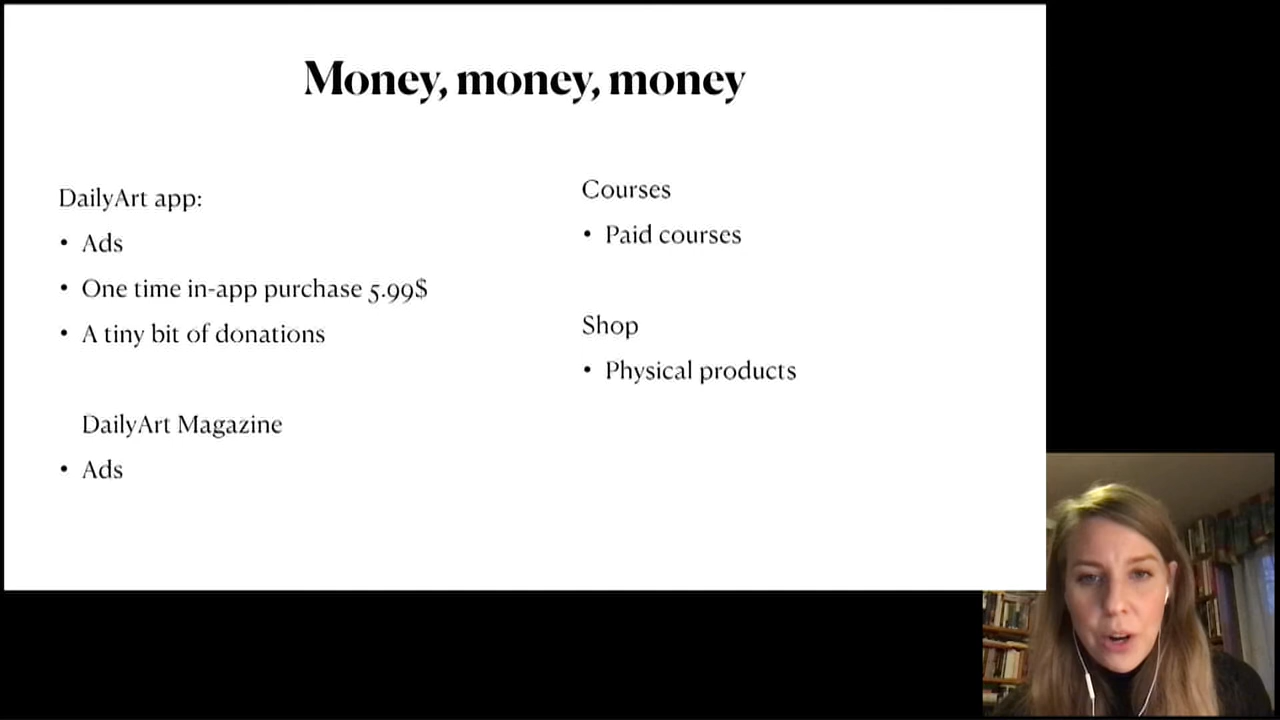 Money, money, money
DailyArt app:
• Ads
• One time in-app purchase 5.99$
• A tiny bit of donations
DailyArt Magazine
• Ads
Courses
• Paid courses
Shop
• Physical products